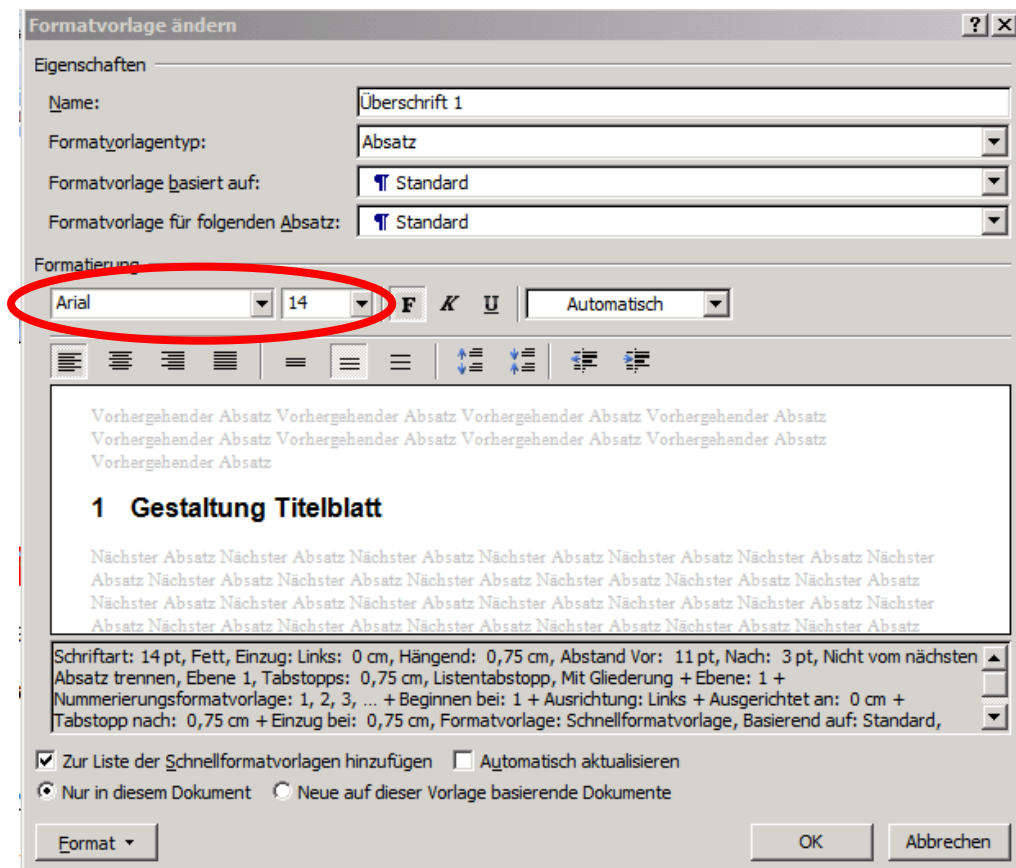 Formatvorlage ändern
Eigenschaften
Name: Überschrift 1
Formatvorlagentyp: Absatz
Formatvorlage basiert auf: ¶ Standard
Formatvorlage für folgenden Absatz: ¶ Standard
Formatierung
Arial 14 F K U Automatisch
Vorhergehender Absatz Vorhergehender Absatz Vorhergehender Absatz Vorhergehender Absatz
Vorhergehender Absatz Vorhergehender Absatz Vorhergehender Absatz Vorhergehender Absatz
Vorhergehender Absatz
1 Gestaltung Titelblatt
Nächster Absatz Nächster Absatz Nächster Absatz Nächster Absatz Nächster Absatz Nächster Absatz Nächster
Absatz Nächster Absatz Nächster Absatz Nächster Absatz Nächster Absatz Nächster Absatz Nächster Absatz
Nächster Absatz Nächster Absatz Nächster Absatz Nächster Absatz Nächster Absatz Nächster Absatz Nächster
Absatz Nächster Absatz Nächster Absatz Nächster Absatz Nächster Absatz Nächster Absatz Nächster Absatz
Schriftart: 14 pt, Fett, Einzug: Links: 0 cm, Hängend: 0,75 cm, Abstand Vor: 11 pt, Nach: 3 pt, Nicht vom nächsten
Absatz trennen, Ebene 1, Tabstopps: 0,75 cm, Listentabstopp, Mit Gliederung + Ebene: 1 +
Nummerierungsformatvorlage: 1, 2, 3, … + Beginnen bei: 1 + Ausrichtung: Links + Ausgerichtet an: 0 cm +
Tabstopp nach: 0,75 cm + Einzug bei: 0,75 cm, Formatvorlage: Schnellformatvorlage, Basierend auf: Standard,
Zur Liste der Schnellformatvorlagen hinzufügen Automatisch aktualisieren
Nur in diesem Dokument Neue auf dieser Vorlage basierende Dokumente
Format OK Abbrechen